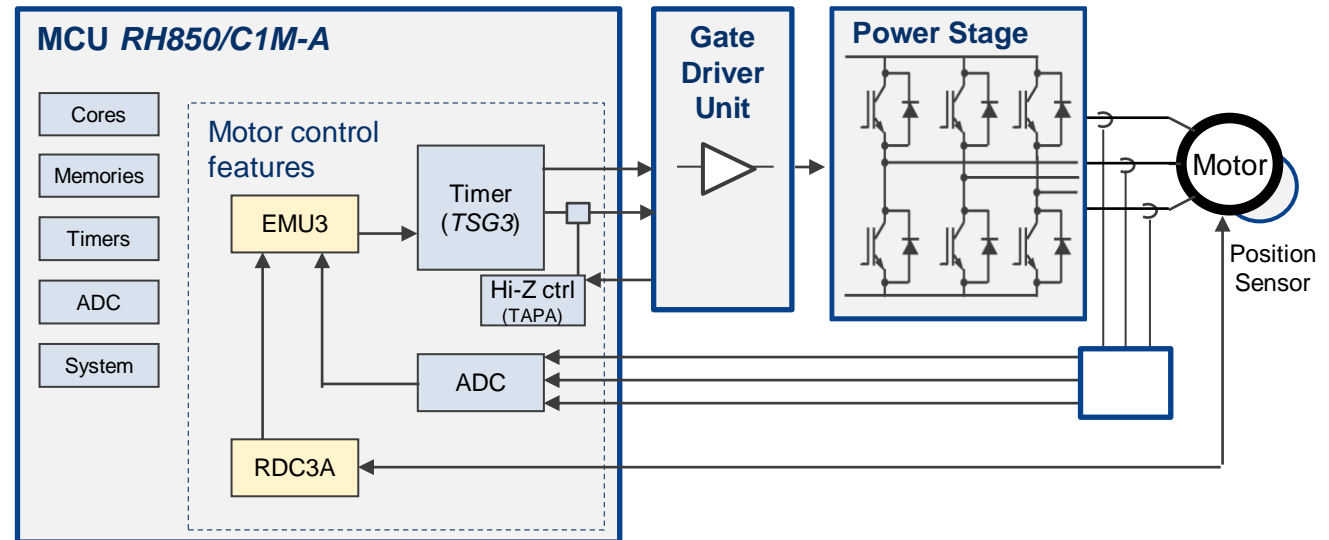 MCU RH850/C1M-A
Cores
Memories
Timers
ADC
System
Motor control
features
EMU3
Timer
(TSG3)
Hi-Z ctrl
(TAPA)
ADC
RDC3A
Gate
Driver
Unit
Power Stage
Motor
Position
Sensor